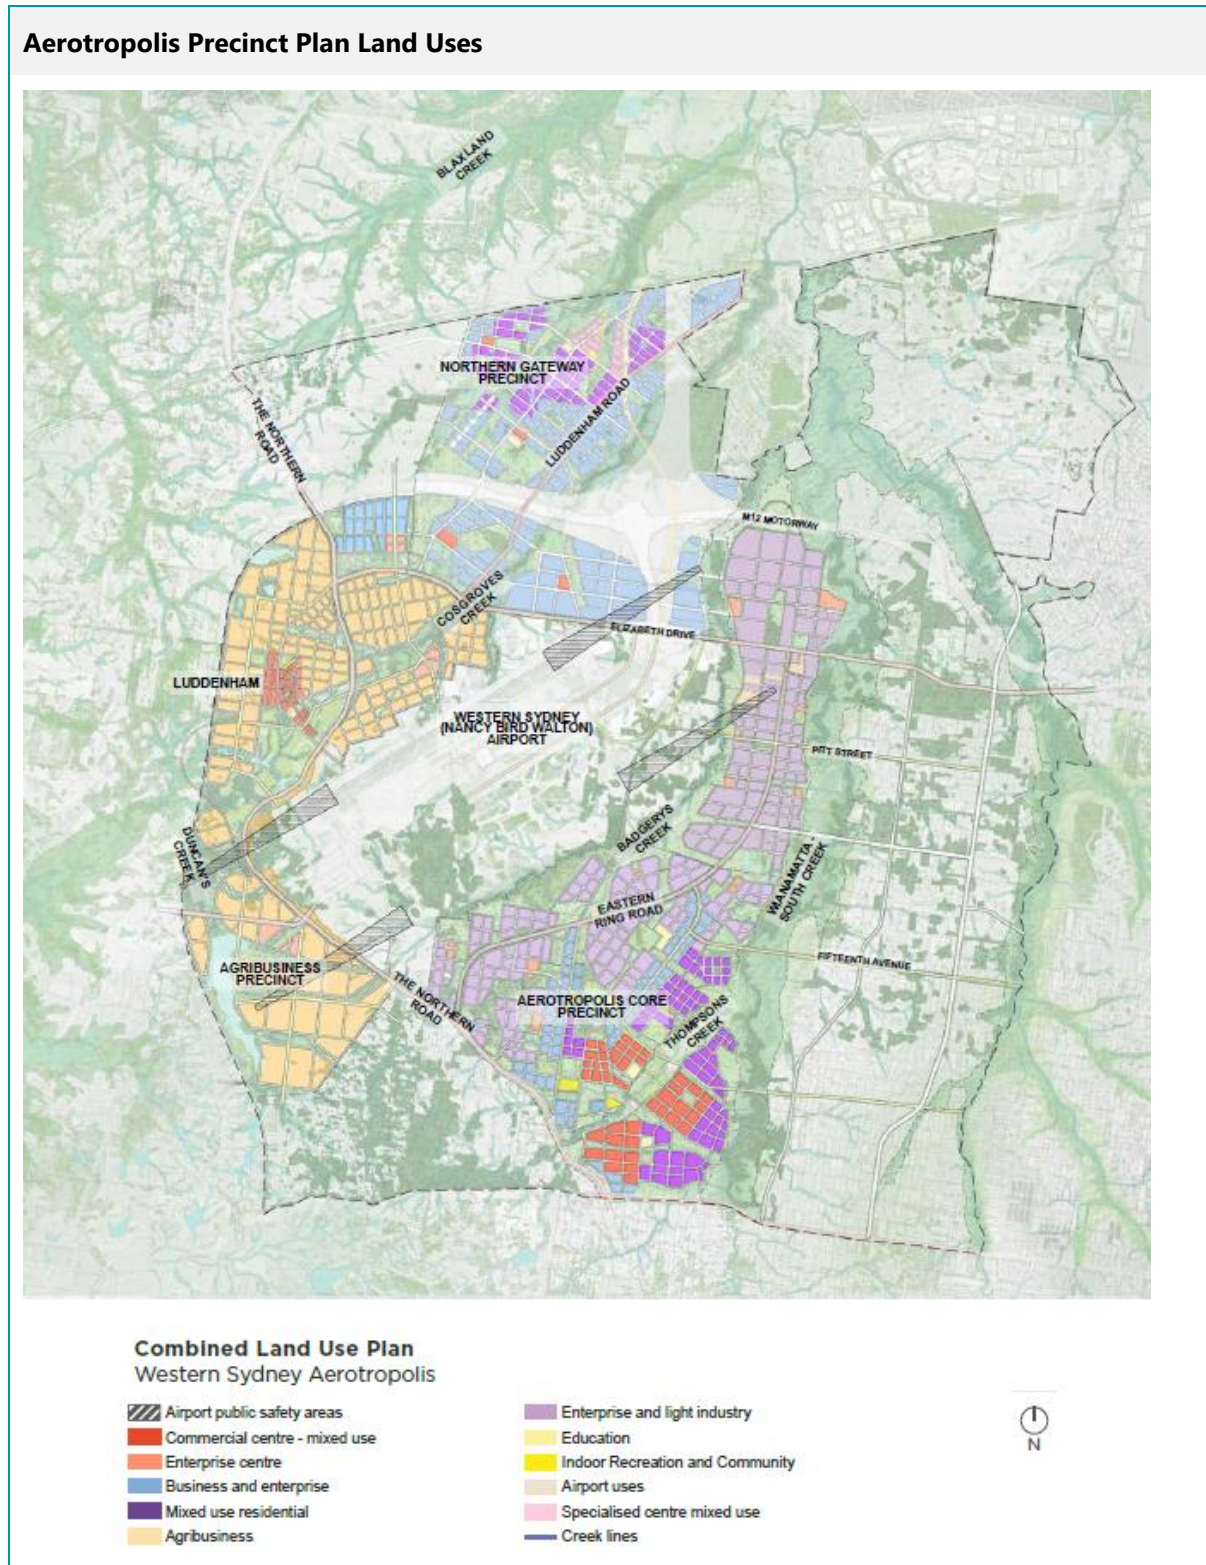 Aerotropolis Precinct Plan Land Uses
BLAXLAND
CREEK
NORTHERN GATEWAY
PRECINCT
LUDDENHAM ROAD
THE NORTHERN
ROAD
M12 MOTORWAY
COSGROVES
CREEK
ELIZABETH DRIVE
LUDDENHAM
WESTERN SYDNEY
(NANCY BIRD WALTON)
AIRPORT
PITT STREET
BADGERYS
CREEK
DUNCAN'S
CREEK
WIANAMATTA-
SOUTH CREEK
EASTERN
RING ROAD
FIFTEENTH AVENUE
AGRIBUSINESS
PRECINCT
THE NORTHERN
ROAD
AEROTROPOLIS CORE
PRECINCT
THOMPSONS
CREEK
Combined Land Use Plan
Western Sydney Aerotropolis
Airport public safety areas
Commercial centre - mixed use
Enterprise centre
Business and enterprise
Mixed use residential
Agribusiness
Enterprise and light industry
Education
Indoor Recreation and Community
Airport uses
Specialised centre mixed use
Creek lines
N